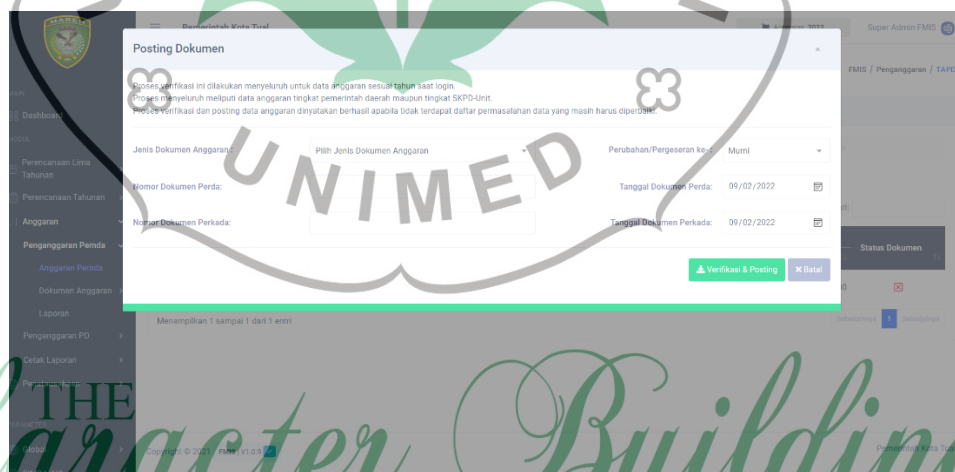 Pemerintah Kota Tual
Anggaran 2022
Super Admin FMIS
Posting Dokumen
FMIS / Penganggaran / TAPD
Proses verifikasi ini dilakukan menyeluruh untuk data anggaran sesuai tahun saat login.
Proses menyeluruh meliputi data anggaran tingkat pemerintah daerah maupun tingkat SKPD-Unit.
Proses verifikasi dan posting data anggaran dinyatakan berhasil apabila tidak terdapat daftar permasalahan data yang masih harus diperbaiki.
MAIN
Dashboard
MODUL
Perencanaan Lima
Tahunan
Perencanaan Tahunan
Anggaran
Penganggaran Pemda
Anggaran Pemda
Dokumen Anggaran
Laporan
Penganggaran PD
Cetak Laporan
Jenis Dokumen Anggaran:
Pilih Jenis Dokumen Anggaran
Perubahan/Pergeseran ke-:
Murni
Nomor Dokumen Perda:
Tanggal Dokumen Perda:
09/02/2022
Nomor Dokumen Perkada:
Tanggal Dokumen Perkada:
09/02/2022
Verifikasi & Posting
Batal
Status Dokumen
Menampilkan 1 sampai 1 dari 1 entri
Sebelumnya 1 Selanjutnya
UNIMED
THE
PARAMETER
Global
Copyright © 2021 FMIS | V1.0.9
Pemerintah Kota Tual